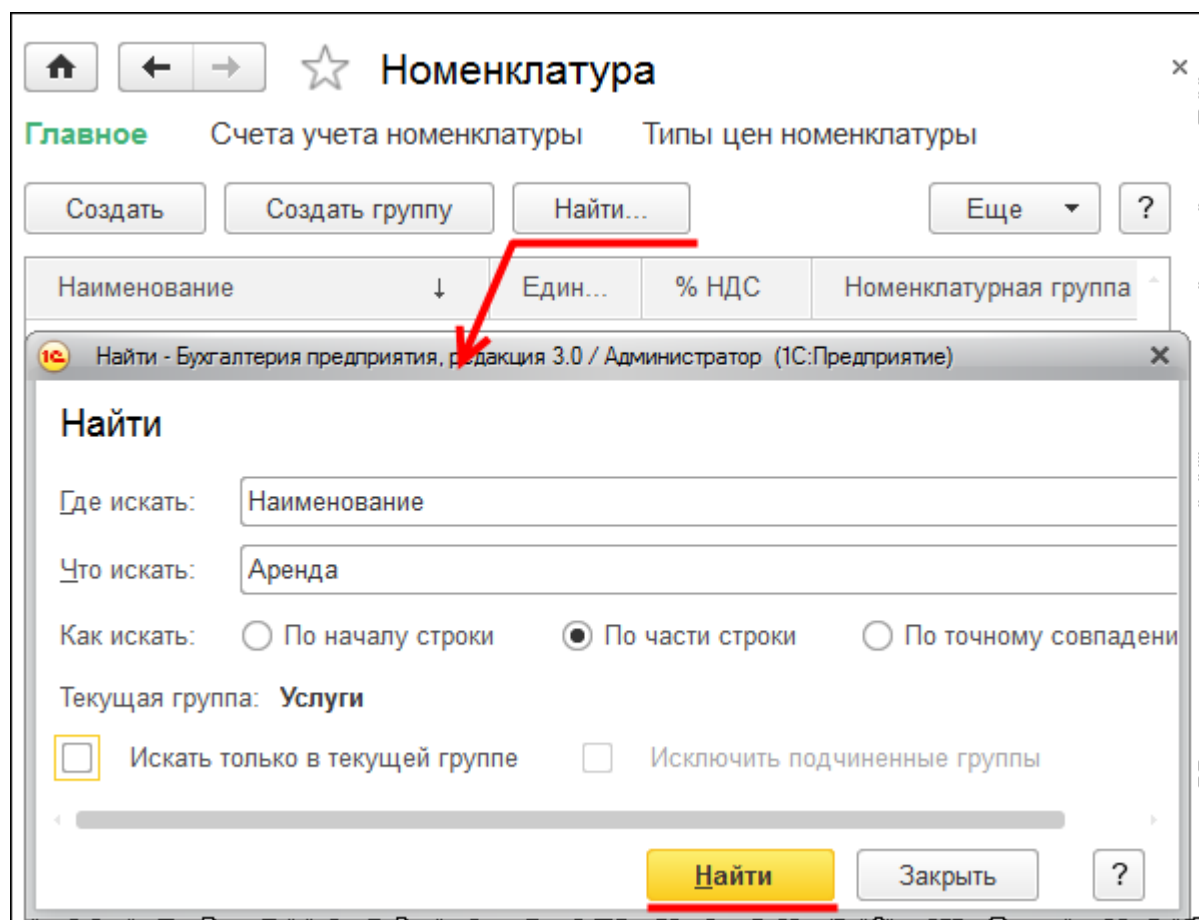 Номенклатура
Главное Счета учета номенклатуры Типы цен номенклатуры
Создать Создать группу Найти... Еще ?
Наименование ↓ Един... % НДС Номенклатурная группа
1С Найти - Бухгалтерия предприятия, редакция 3.0 / Администратор (1С:Предприятие)
Найти
Где искать: Наименование
Что искать: Аренда
Как искать: По началу строки По части строки По точному совпадени
Текущая группа: Услуги
Искать только в текущей группе Исключить подчиненные группы
Найти Закрыть ?